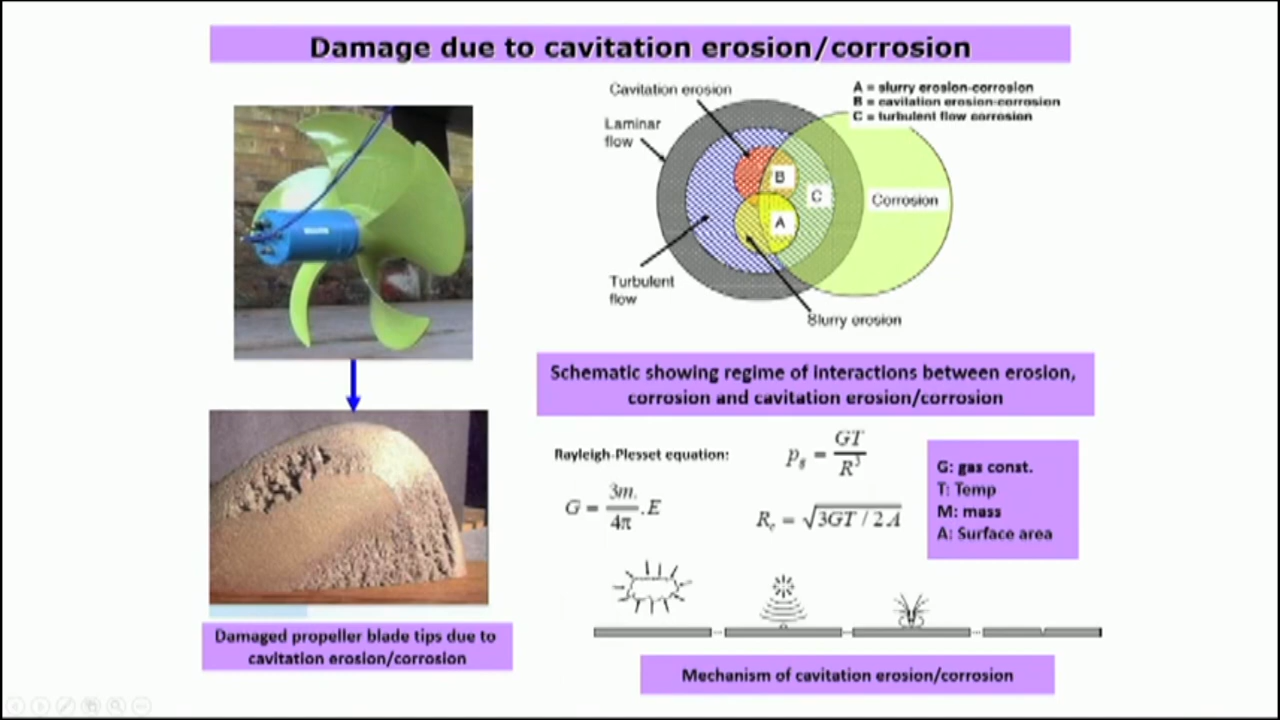 Damage due to cavitation erosion/corrosion
Cavitation erosion
Laminar
flow
Turbulent
flow
Slurry erosion
Corrosion
A
B
C
A = slurry erosion-corrosion
B = cavitation erosion-corrosion
C = turbulent flow corrosion
Schematic showing regime of interactions between erosion,
corrosion and cavitation erosion/corrosion
Rayleigh-Plesset equation:
p_g = GT / R^3
G = 3m. / 4π .E
R_e = √3GT / 2A
G: gas const.
T: Temp
M: mass
A: Surface area
Damaged propeller blade tips due to
cavitation erosion/corrosion
Mechanism of cavitation erosion/corrosion